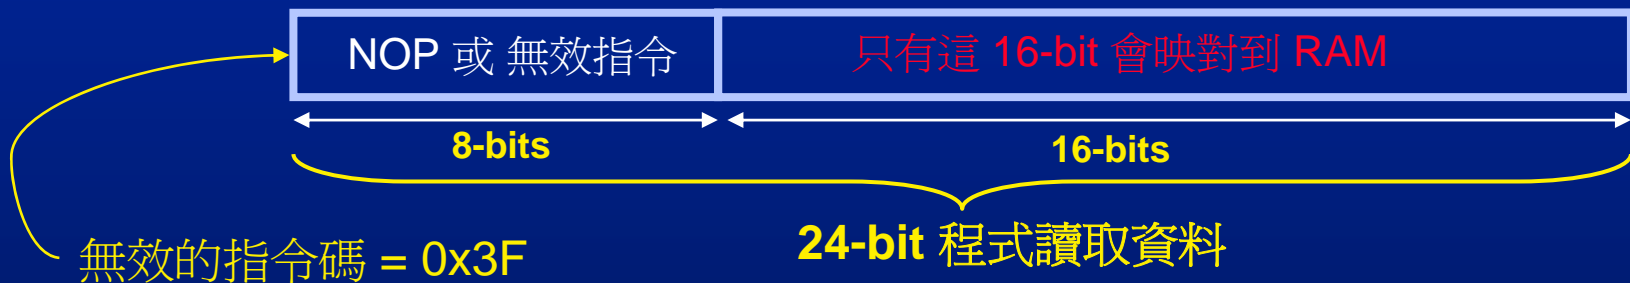 NOP 或 無效指令
只有這 16-bit 會映對到 RAM
8-bits
16-bits
24-bit 程式讀取資料
無效的指令碼 = 0x3F